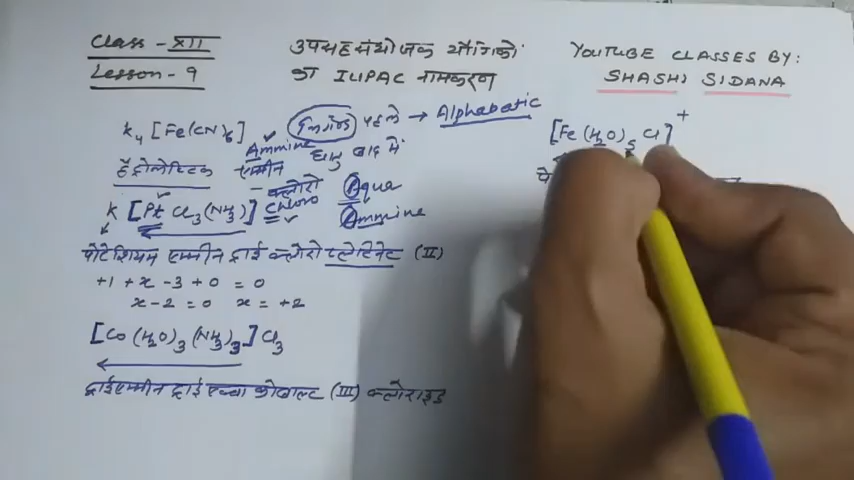 Class - XII
Lesson - 9
उपसहसंयोजक यौगिकों
का IUPAC नामकरण
YOUTUBE CLASSES BY:
SHASHI SIDANA
K4 [Fe(CN)6]
पहले → Alphabatic
[Fe(H2O)5 Cl]+
Ammine
एमीन
धातु बाद में
क्लोरो
Chloro
Aqua
Ammine
K [Pt Cl3(NH3)]
पोटेशियम एम्मीन ट्राई क्लोरो प्लेटिनेट (II)
+1 + x - 3 + 0 = 0
x - 2 = 0 x = +2
[Co (H2O)3 (NH3)3] Cl3
ट्राईएम्मीन ट्राई एक्वा कोबाल्ट (III) क्लोराइड